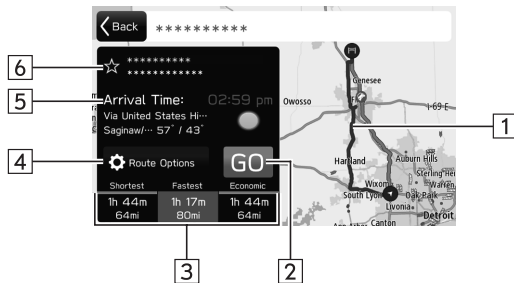 Back **********
6
**********
************
5
Arrival Time: 02:59 pm
Via United States Hi···
Saginaw/··· 57° / 43°
4
Route Options
GO
Shortest Fastest Economic
1h 44m 1h 17m 1h 44m
64mi 80mi 64mi
3
2
1
Genesee
Owosso
I-69 E
Hartland
Auburn Hills
Sterling Hei
Wixom
Warren
South Lyon
Oak Park
Livonia
Detroit
Ann Arbor Canton